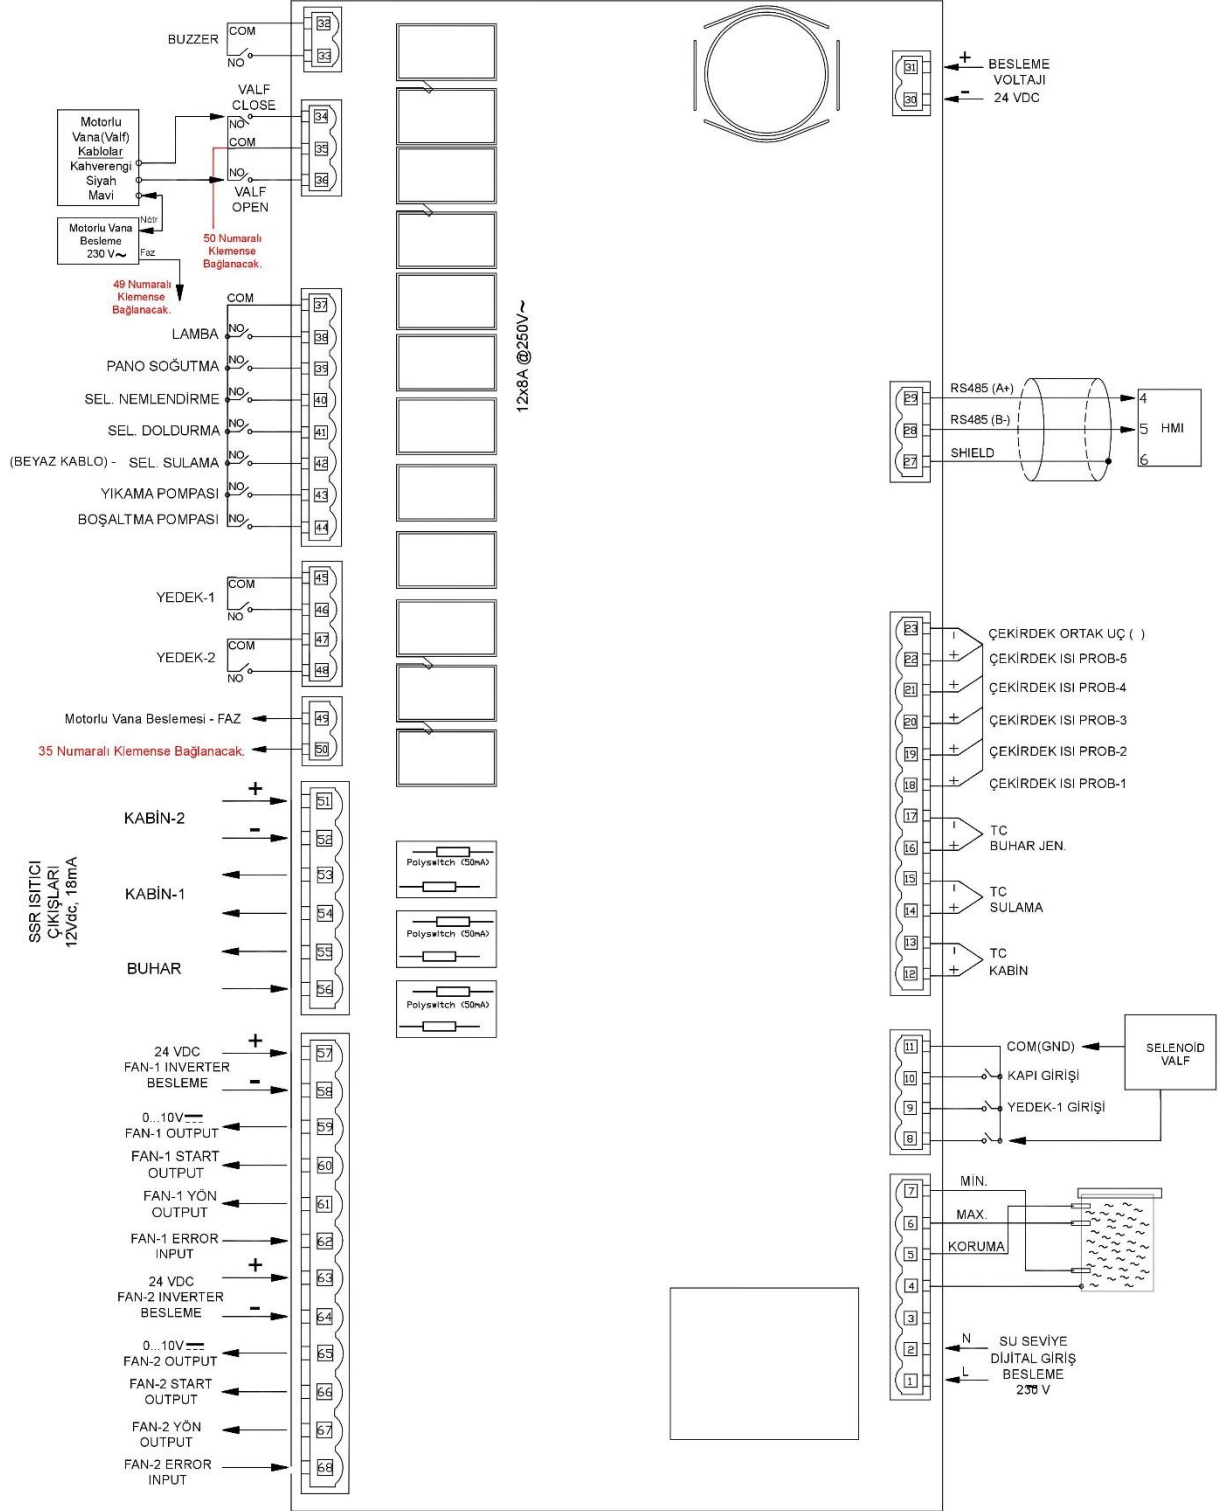 BUZZER
COM
NO
32
33
VALF
CLOSE
NO
COM
NO
VALF
OPEN
34
35
36
Motorlu
Vana(Valf)
Kablolar
Kahverengi
Siyah
Mavi
Nötr
Motorlu Vana
Besleme
230 V~
Faz
50 Numaralı
Klemense
Bağlanacak.
49 Numaralı
Klemense
Bağlanacak.
COM
37
LAMBA
NO
38
PANO SOĞUTMA
NO
39
SEL. NEMLENDİRME
NO
40
SEL. DOLDURMA
NO
41
(BEYAZ KABLO) - SEL. SULAMA
NO
42
YIKAMA POMPASI
NO
43
BOŞALTMA POMPASI
NO
44
YEDEK-1
COM
NO
45
46
YEDEK-2
COM
NO
47
48
Motorlu Vana Beslemesi - FAZ
49
35 Numaralı Klemense Bağlanacak.
50
SSR ISITICI
ÇIKIŞLARI
12Vdc, 18mA
KABİN-2
+
-
51
52
KABİN-1
53
54
BUHAR
55
56
24 VDC
FAN-1 INVERTER
BESLEME
+
-
57
58
0...10V
FAN-1 OUTPUT
59
FAN-1 START
OUTPUT
60
FAN-1 YÖN
OUTPUT
61
FAN-1 ERROR
INPUT
62
24 VDC
FAN-2 INVERTER
BESLEME
+
-
63
64
0...10V
FAN-2 OUTPUT
65
FAN-2 START
OUTPUT
66
FAN-2 YÖN
OUTPUT
67
FAN-2 ERROR
INPUT
68
12x8A @250V~
Polyswitch (50mA)
Polyswitch (50mA)
Polyswitch (50mA)
31
30
+
-
BESLEME
VOLTAJI
24 VDC
29
RS485 (A+)
4
28
RS485 (B-)
5
HMI
27
SHIELD
6
23
-
ÇEKİRDEK ORTAK UÇ ( )
22
+
ÇEKİRDEK ISI PROB-5
21
+
ÇEKİRDEK ISI PROB-4
20
+
ÇEKİRDEK ISI PROB-3
19
+
ÇEKİRDEK ISI PROB-2
18
+
ÇEKİRDEK ISI PROB-1
17
-
16
+
TC
BUHAR JEN.
15
-
14
+
TC
SULAMA
13
-
12
+
TC
KABİN
11
COM(GND)
SELENOİD
VALF
10
KAPI GİRİŞİ
9
YEDEK-1 GİRİŞİ
8
7
MİN.
6
MAX.
5
KORUMA
4
3
2
N
1
L
SU SEVİYE
DİJİTAL GİRİŞ
BESLEME
230 V